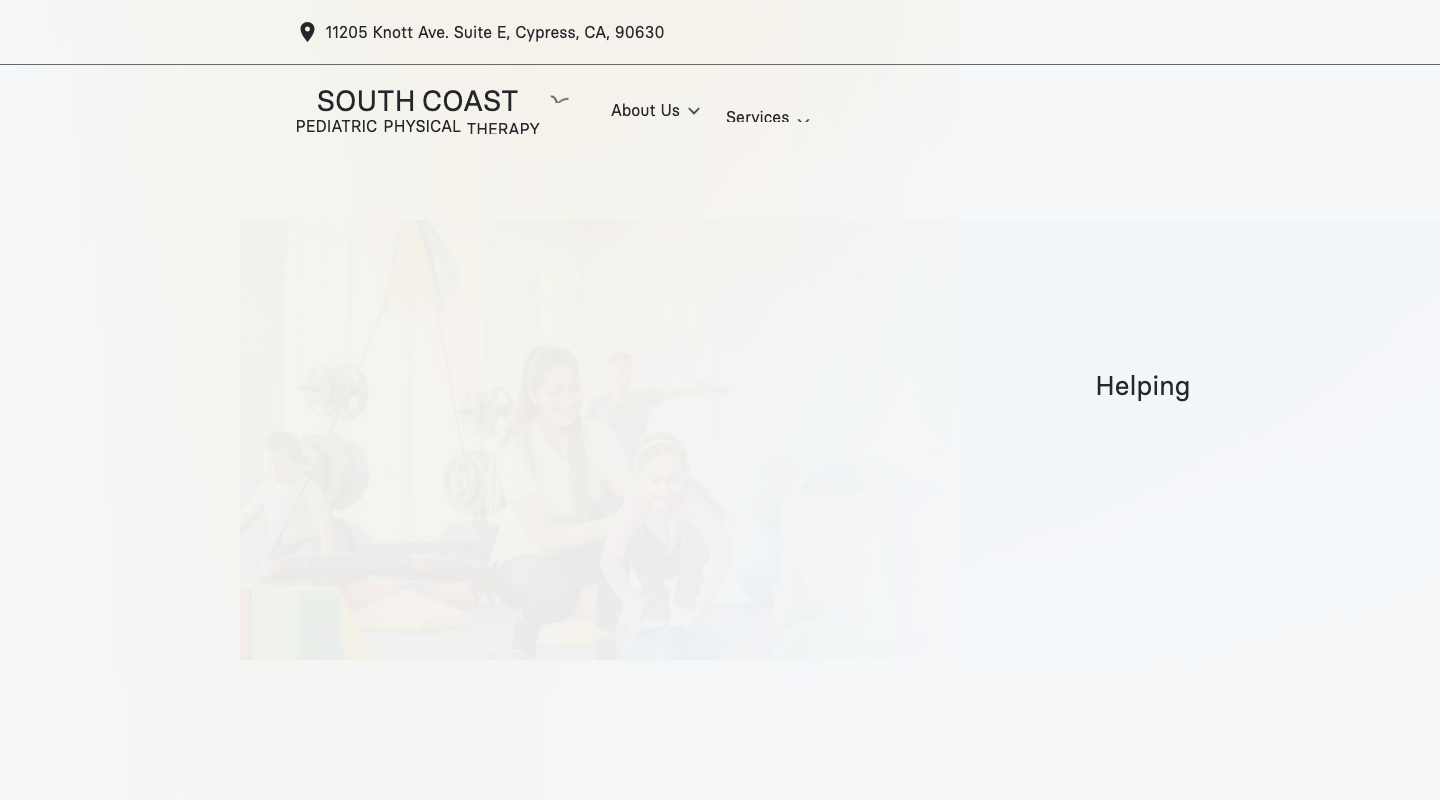 11205 Knott Ave. Suite E, Cypress, CA, 90630
SOUTH COAST
PEDIATRIC PHYSICAL THERAPY
About Us
Services
Helping